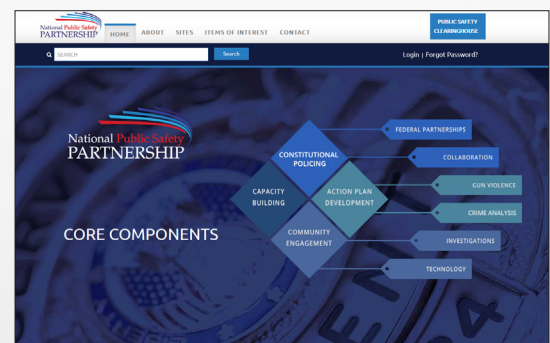 National Public Safety
PARTNERSHIP
HOME
ABOUT
SITES
ITEMS OF INTEREST
CONTACT
PUBLIC SAFETY
CLEARINGHOUSE
SEARCH
Search
Login | Forgot Password?
National Public Safety
PARTNERSHIP
CORE COMPONENTS
CONSTITUTIONAL
POLICING
CAPACITY
BUILDING
ACTION PLAN
DEVELOPMENT
COMMUNITY
ENGAGEMENT
FEDERAL PARTNERSHIPS
COLLABORATION
GUN VIOLENCE
CRIME ANALYSIS
INVESTIGATIONS
TECHNOLOGY